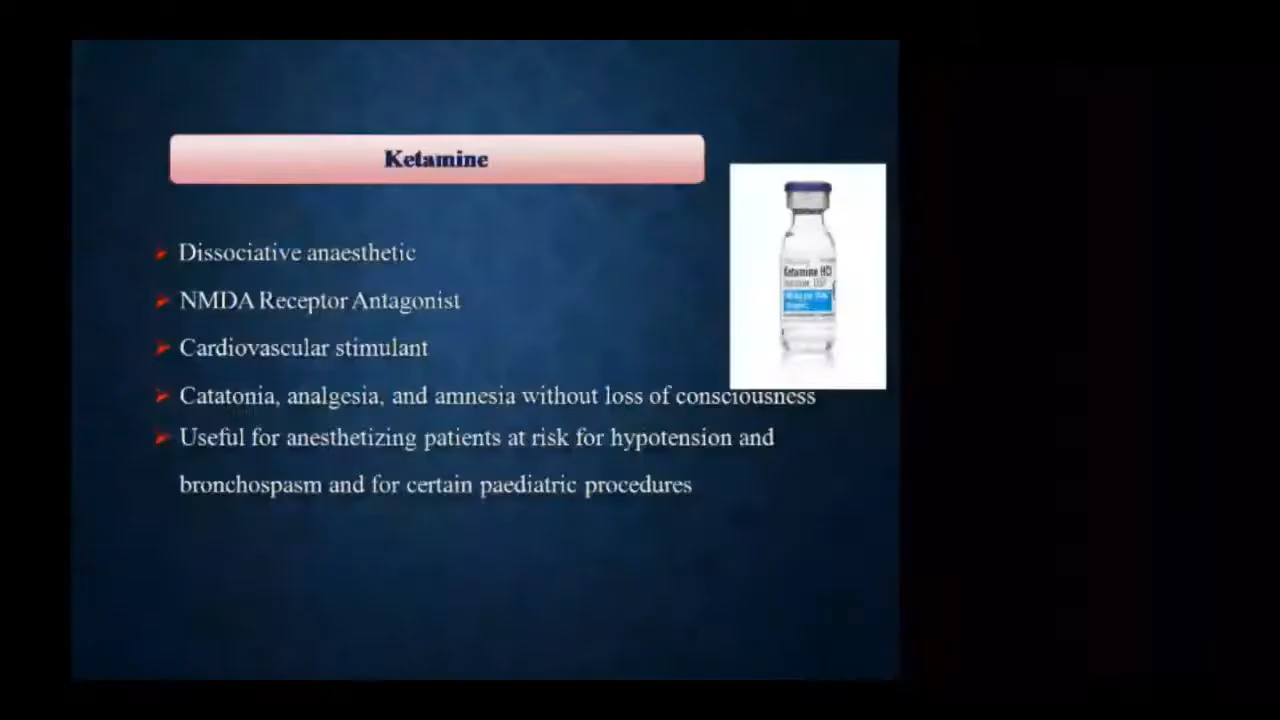 Ketamine
Dissociative anaesthetic
NMDA Receptor Antagonist
Cardiovascular stimulant
Catatonia, analgesia, and amnesia without loss of consciousness
Useful for anesthetizing patients at risk for hypotension and
bronchospasm and for certain paediatric procedures
Ketamine HCl